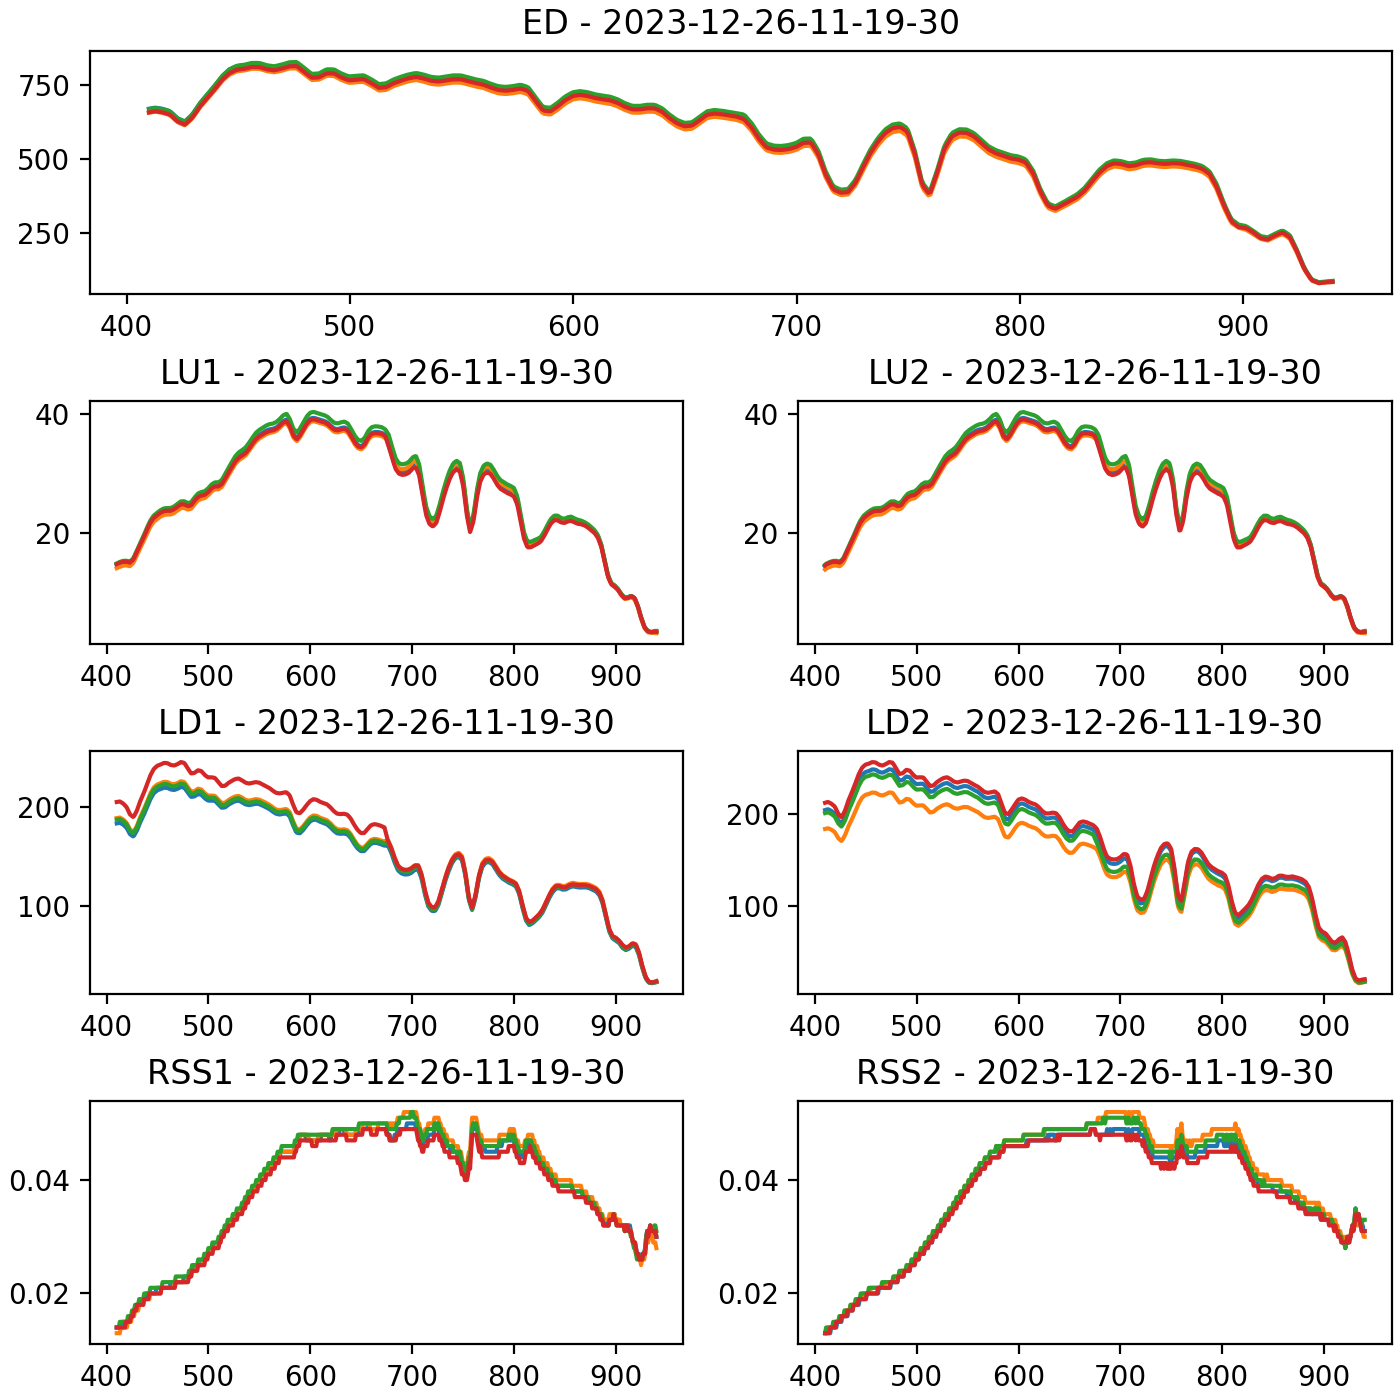 ED - 2023-12-26-11-19-30
750
500
250
400 500 600 700 800 900
LU1 - 2023-12-26-11-19-30
40
20
400 500 600 700 800 900
LU2 - 2023-12-26-11-19-30
40
20
400 500 600 700 800 900
LD1 - 2023-12-26-11-19-30
200
100
400 500 600 700 800 900
LD2 - 2023-12-26-11-19-30
200
100
400 500 600 700 800 900
RSS1 - 2023-12-26-11-19-30
0.04
0.02
400 500 600 700 800 900
RSS2 - 2023-12-26-11-19-30
0.04
0.02
400 500 600 700 800 900